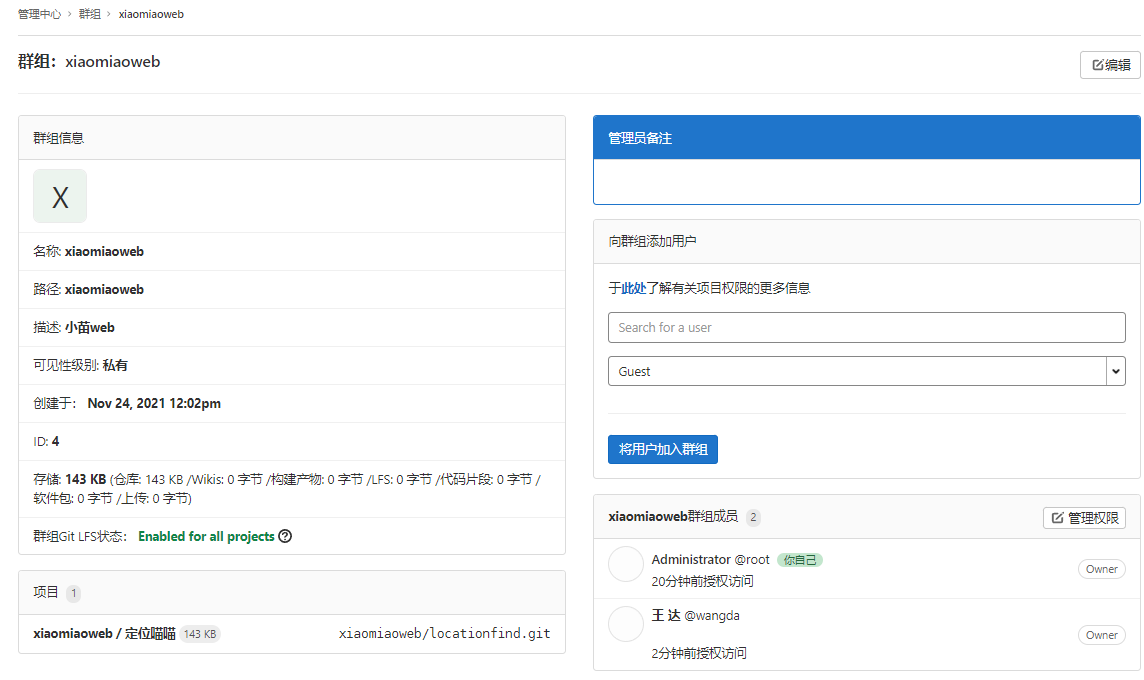 管理中心 › 群组 › xiaomiaoweb
群组：xiaomiaoweb
编辑
群组信息
X
名称: xiaomiaoweb
路径: xiaomiaoweb
描述: 小苗web
可见性级别: 私有
创建于： Nov 24, 2021 12:02pm
ID: 4
存储: 143 KB (仓库: 143 KB /Wikis: 0 字节 /构建产物: 0 字节 /LFS: 0 字节 /代码片段: 0 字节 /
软件包: 0 字节 /上传: 0 字节)
群组Git LFS状态： Enabled for all projects
项目 1
xiaomiaoweb / 定位喵喵 143 KB xiaomiaoweb/locationfind.git
管理员备注
向群组添加用户
于此处了解有关项目权限的更多信息
Search for a user
Guest
将用户加入群组
xiaomiaoweb群组成员 2 管理权限
Administrator @root 你自己
20分钟前授权访问
Owner
王 达 @wangda
2分钟前授权访问
Owner